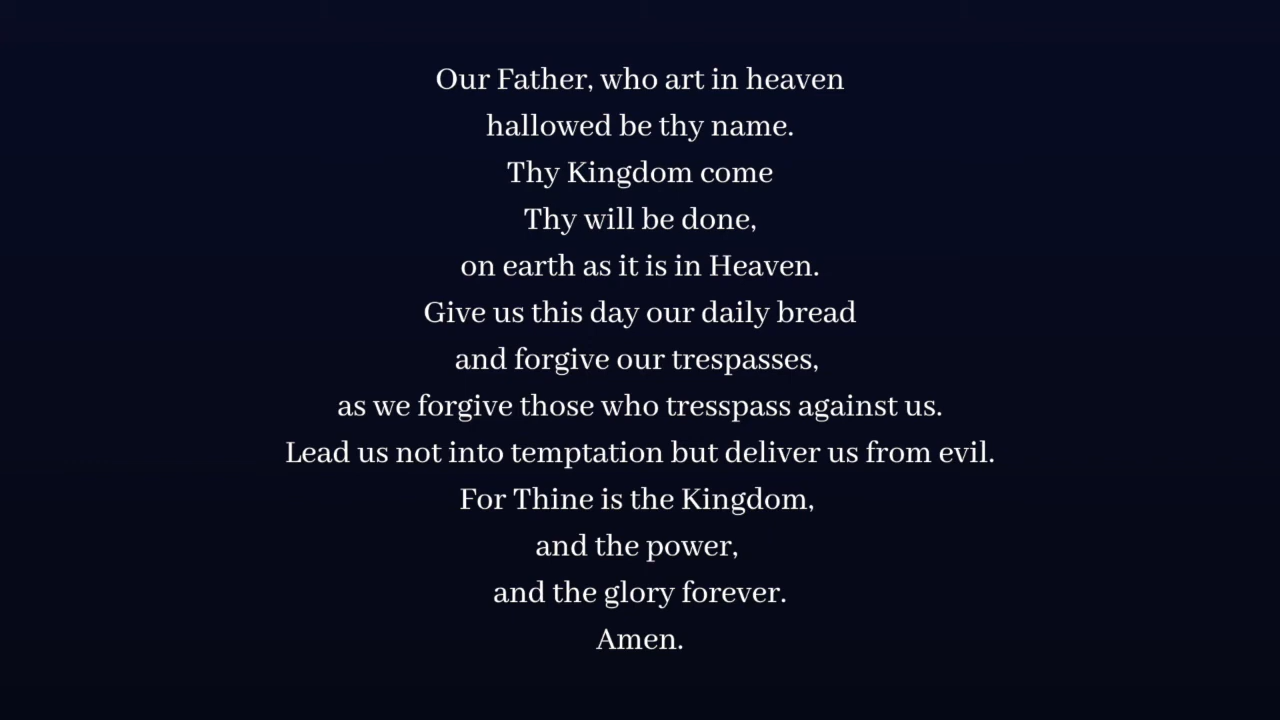 Our Father, who art in heaven
hallowed be thy name.
Thy Kingdom come
Thy will be done,
on earth as it is in Heaven.
Give us this day our daily bread
and forgive our trespasses,
as we forgive those who tresspass against us.
Lead us not into temptation but deliver us from evil.
For Thine is the Kingdom,
and the power,
and the glory forever.
Amen.